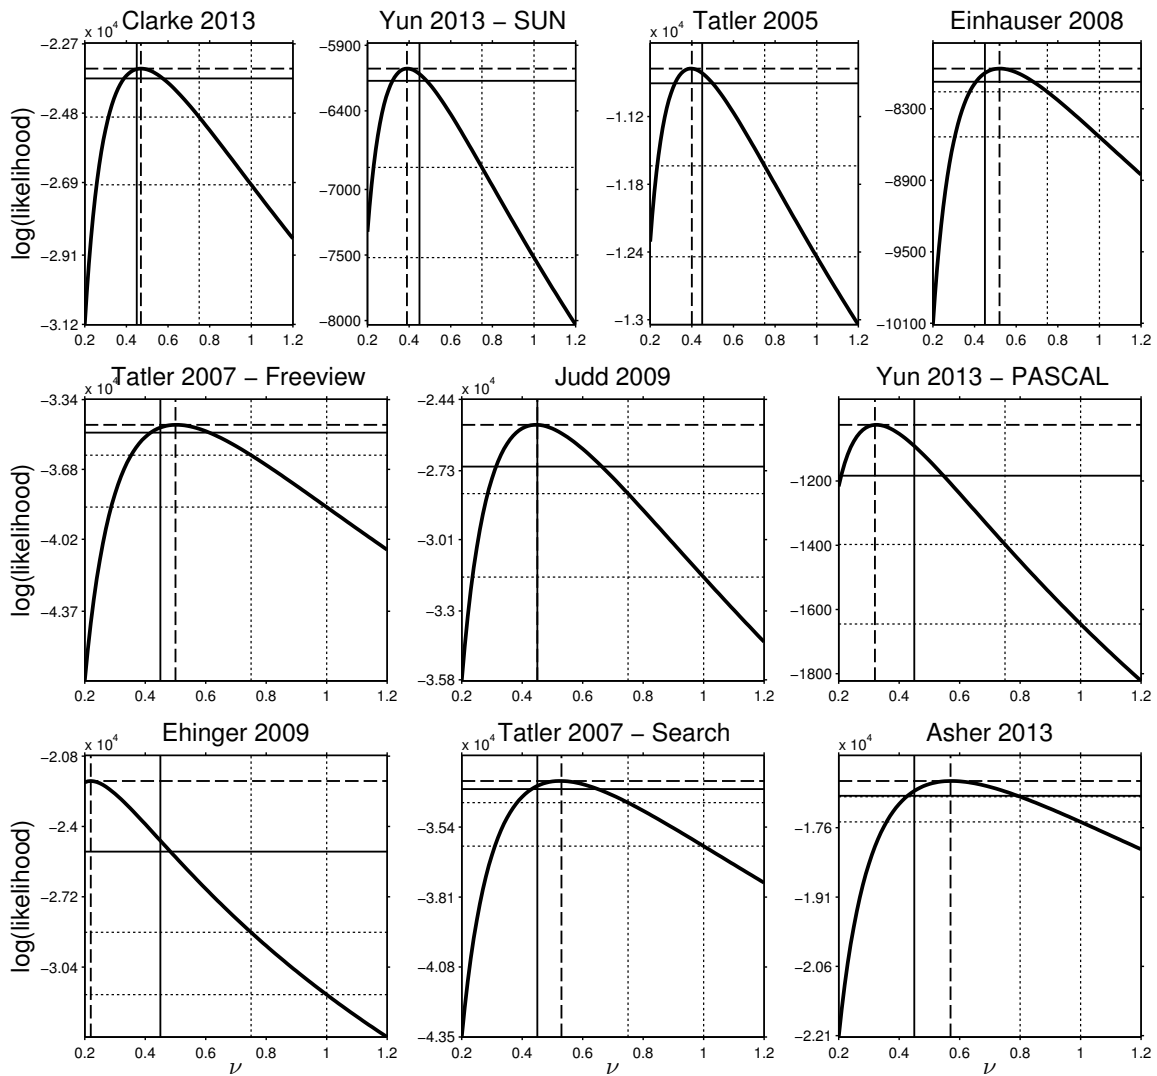 Clarke 2013
x 10⁴
−2.27
−2.48
−2.69
−2.91
−3.12
0.2 0.4 0.6 0.8 1 1.2
log(likelihood)
Yun 2013 − SUN
−5900
−6400
−7000
−7500
−8000
0.2 0.4 0.6 0.8 1 1.2
Tatler 2005
x 10⁴
−1.12
−1.18
−1.24
−1.3
0.2 0.4 0.6 0.8 1 1.2
Einhauser 2008
−8300
−8900
−9500
−10100
0.2 0.4 0.6 0.8 1 1.2
Tatler 2007 − Freeview
x 10⁴
−3.34
−3.68
−4.02
−4.37
0.2 0.4 0.6 0.8 1 1.2
log(likelihood)
Judd 2009
x 10⁴
−2.44
−2.73
−3.01
−3.3
−3.58
0.2 0.4 0.6 0.8 1 1.2
Yun 2013 − PASCAL
−1200
−1400
−1600
−1800
0.2 0.4 0.6 0.8 1 1.2
Ehinger 2009
x 10⁴
−2.08
−2.4
−2.72
−3.04
0.2 0.4 0.6 0.8 1 1.2
log(likelihood)
ν
Tatler 2007 − Search
x 10⁴
−3.54
−3.81
−4.08
−4.35
0.2 0.4 0.6 0.8 1 1.2
ν
Asher 2013
x 10⁴
−1.76
−1.91
−2.06
−2.21
0.2 0.4 0.6 0.8 1 1.2
ν